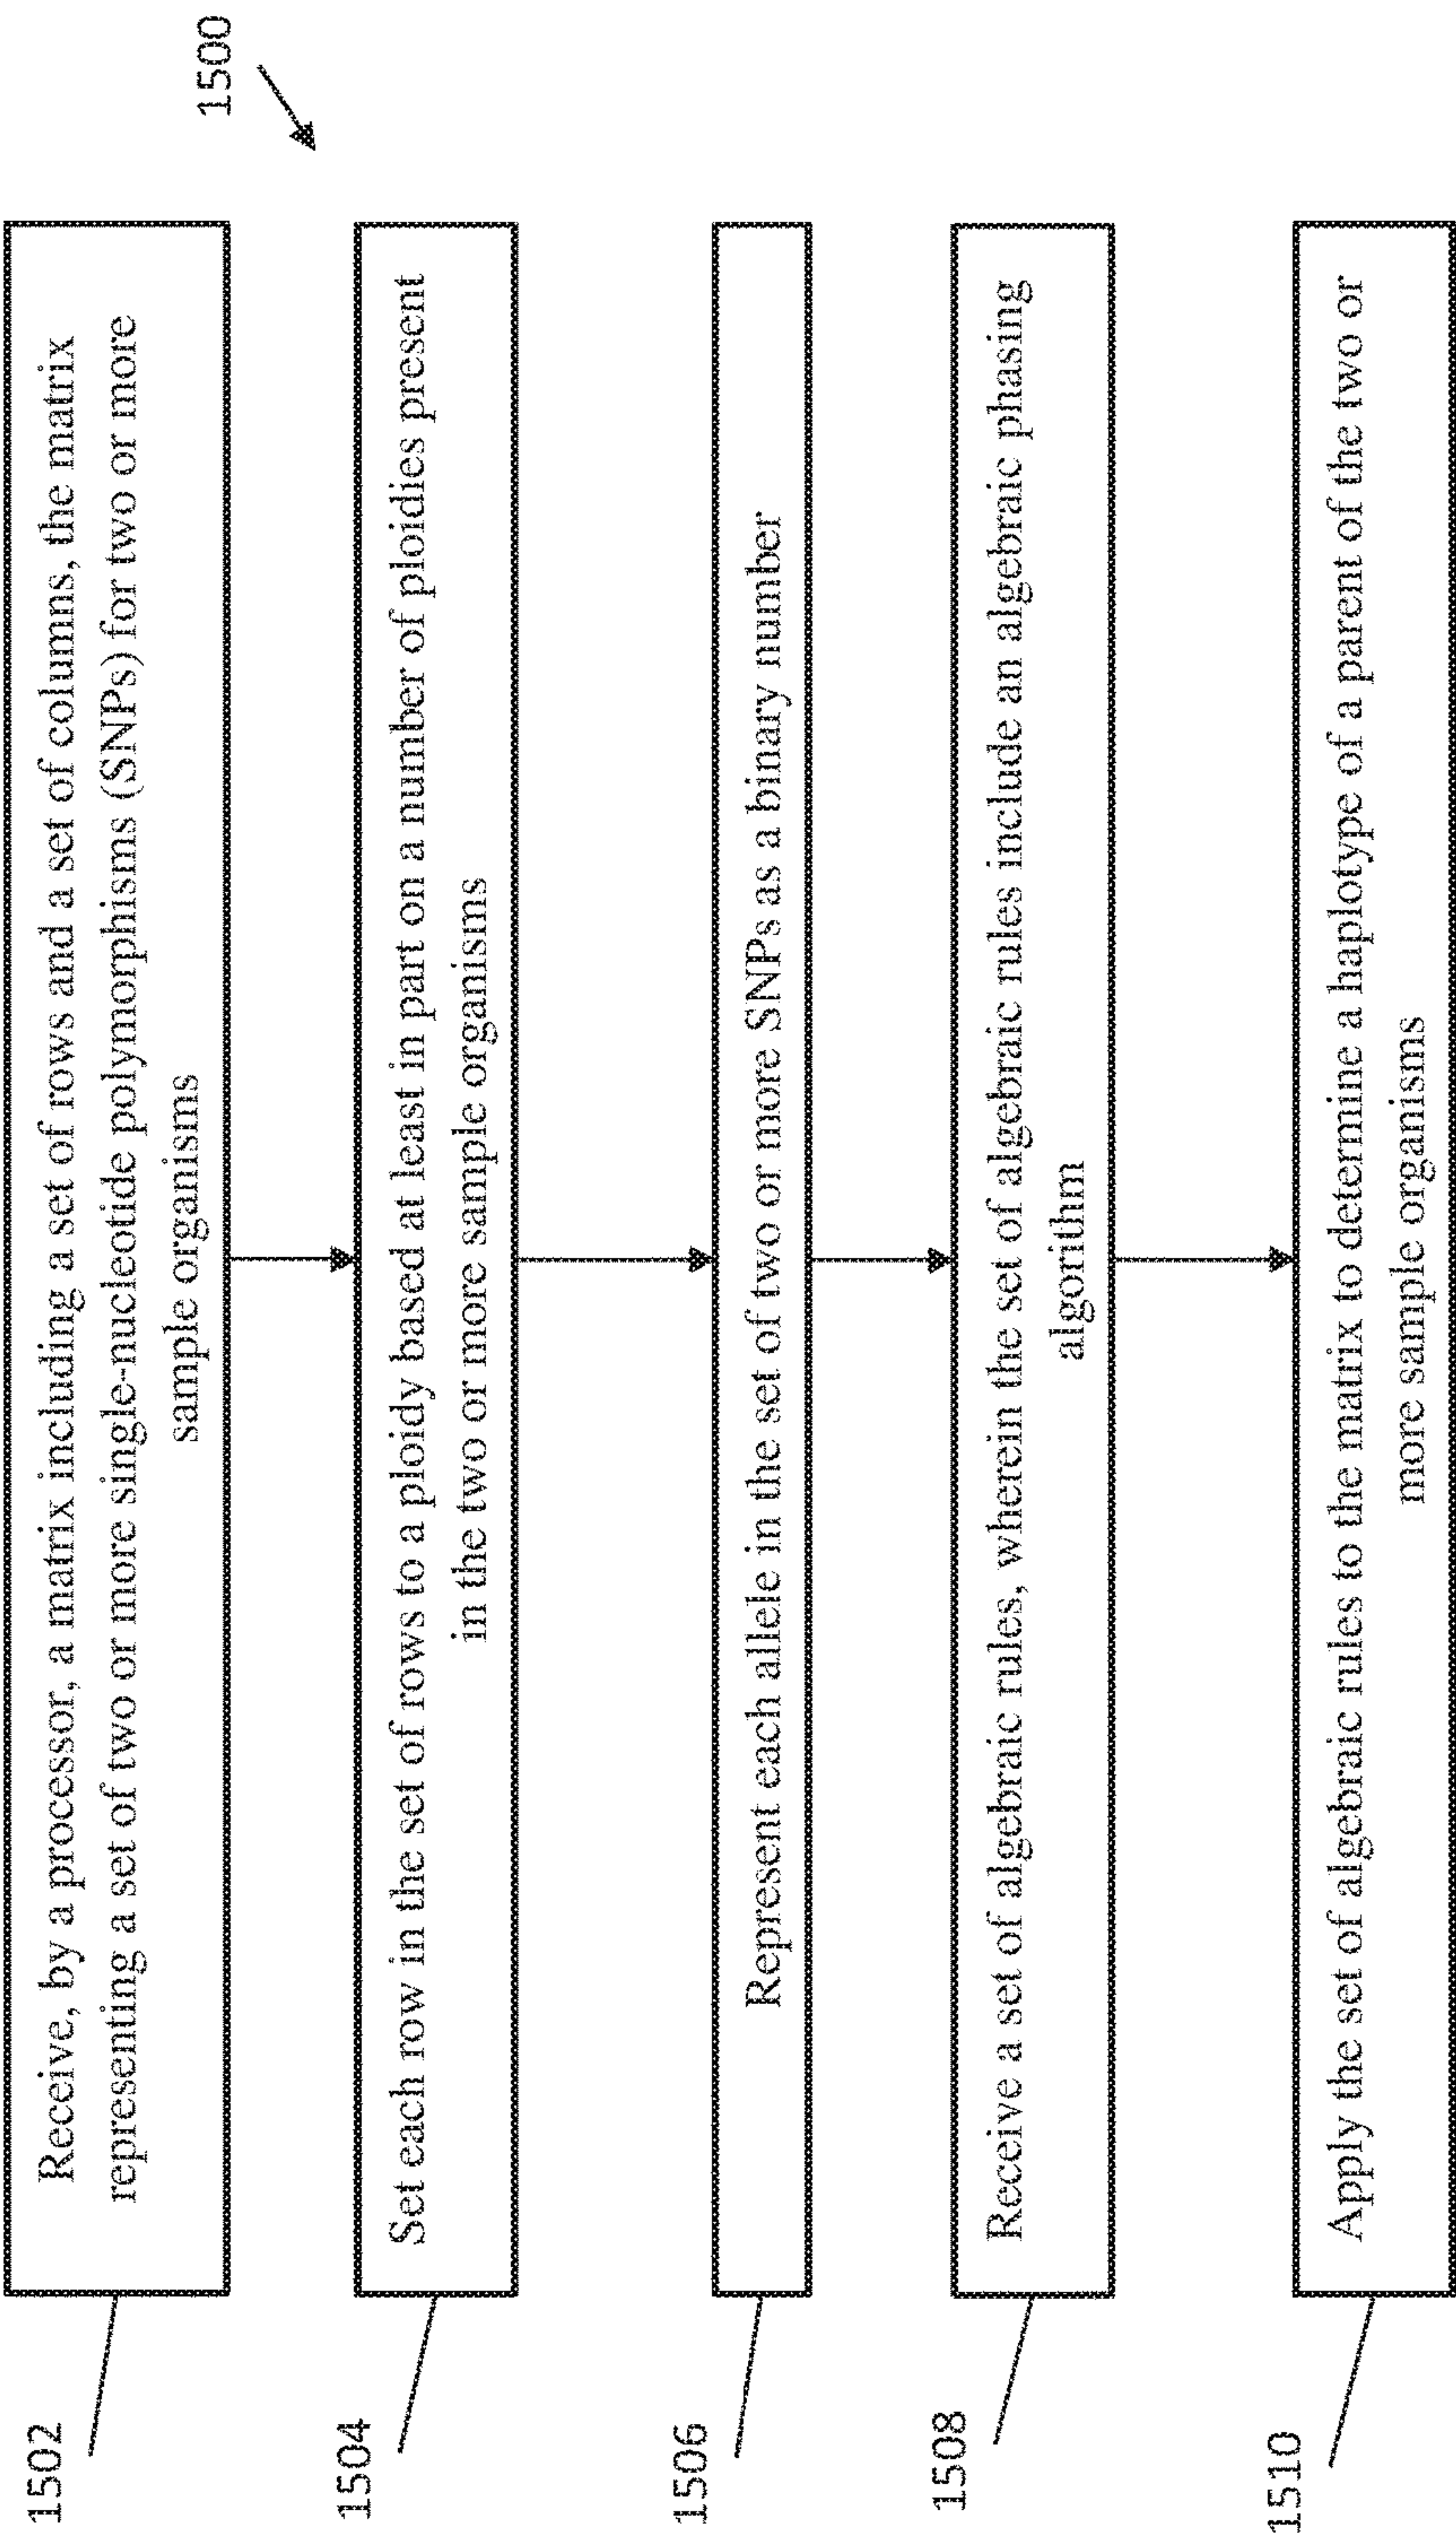 1500
1502
Receive, by a processor, a matrix including a set of rows and a set of columns, the matrix
representing a set of two or more single-nucleotide polymorphisms (SNPs) for two or more
sample organisms
1504
Set each row in the set of rows to a ploidy based at least in part on a number of ploidies present
in the two or more sample organisms
1506
Represent each allele in the set of two or more SNPs as a binary number
1508
Receive a set of algebraic rules, wherein the set of algebraic rules include an algebraic phasing
algorithm
1510
Apply the set of algebraic rules to the matrix to determine a haplotype of a parent of the two or
more sample organisms